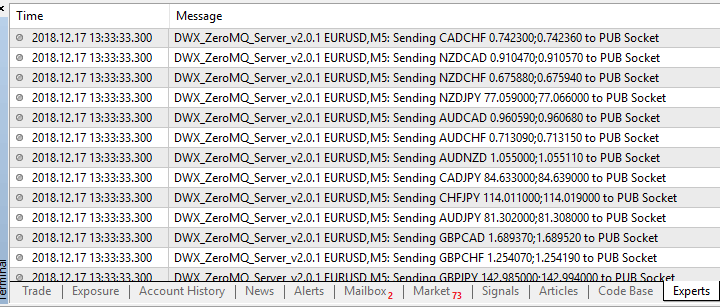 Time Message
2018.12.17 13:33:33.300 DWX_ZeroMQ_Server_v2.0.1 EURUSD,M5: Sending CADCHF 0.742300;0.742360 to PUB Socket
2018.12.17 13:33:33.300 DWX_ZeroMQ_Server_v2.0.1 EURUSD,M5: Sending NZDCAD 0.910470;0.910570 to PUB Socket
2018.12.17 13:33:33.300 DWX_ZeroMQ_Server_v2.0.1 EURUSD,M5: Sending NZDCHF 0.675880;0.675940 to PUB Socket
2018.12.17 13:33:33.300 DWX_ZeroMQ_Server_v2.0.1 EURUSD,M5: Sending NZDJPY 77.059000;77.066000 to PUB Socket
2018.12.17 13:33:33.300 DWX_ZeroMQ_Server_v2.0.1 EURUSD,M5: Sending AUDCAD 0.960590;0.960680 to PUB Socket
2018.12.17 13:33:33.300 DWX_ZeroMQ_Server_v2.0.1 EURUSD,M5: Sending AUDCHF 0.713090;0.713150 to PUB Socket
2018.12.17 13:33:33.300 DWX_ZeroMQ_Server_v2.0.1 EURUSD,M5: Sending AUDNZD 1.055000;1.055110 to PUB Socket
2018.12.17 13:33:33.300 DWX_ZeroMQ_Server_v2.0.1 EURUSD,M5: Sending CADJPY 84.633000;84.639000 to PUB Socket
2018.12.17 13:33:33.300 DWX_ZeroMQ_Server_v2.0.1 EURUSD,M5: Sending CHFJPY 114.011000;114.019000 to PUB Socket
2018.12.17 13:33:33.300 DWX_ZeroMQ_Server_v2.0.1 EURUSD,M5: Sending AUDJPY 81.302000;81.308000 to PUB Socket
2018.12.17 13:33:33.300 DWX_ZeroMQ_Server_v2.0.1 EURUSD,M5: Sending GBPCAD 1.689370;1.689520 to PUB Socket
2018.12.17 13:33:33.300 DWX_ZeroMQ_Server_v2.0.1 EURUSD,M5: Sending GBPCHF 1.254070;1.254190 to PUB Socket
2018.12.17 13:33:33.300 DWX_ZeroMQ_Server_v2.0.1 EURUSD,M5: Sending GBPJPY 142.985000;142.994000 to PUB Socket
Terminal
Trade Exposure Account History News Alerts Mailbox 2 Market 73 Signals Articles Code Base Experts